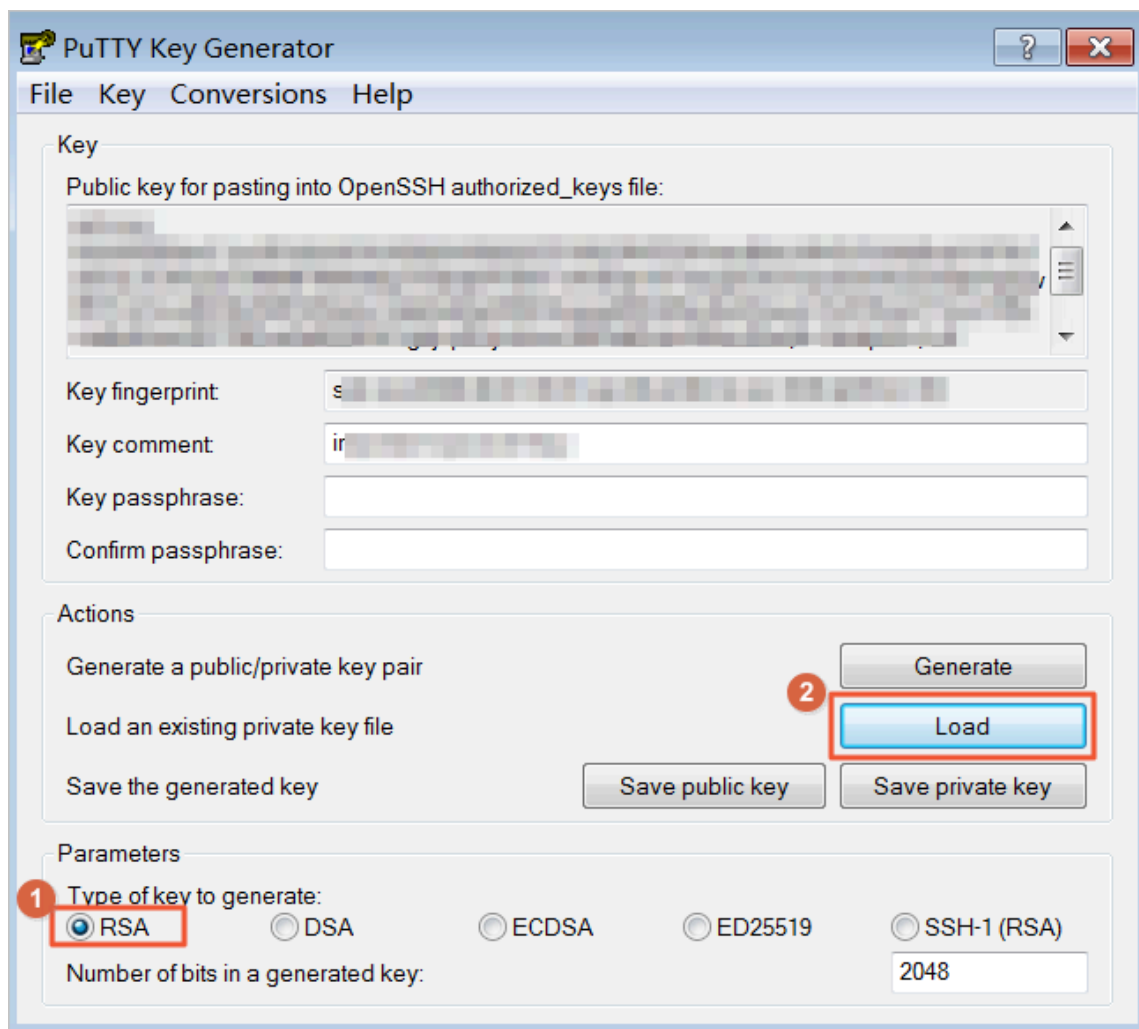 PuTTY Key Generator
File Key Conversions Help
Key
Public key for pasting into OpenSSH authorized_keys file:
Key fingerprint:
Key comment:
Key passphrase:
Confirm passphrase:
Actions
Generate a public/private key pair Generate
2
Load an existing private key file Load
Save the generated key Save public key Save private key
Parameters
1 Type of key to generate:
RSA DSA ECDSA ED25519 SSH-1 (RSA)
Number of bits in a generated key: 2048